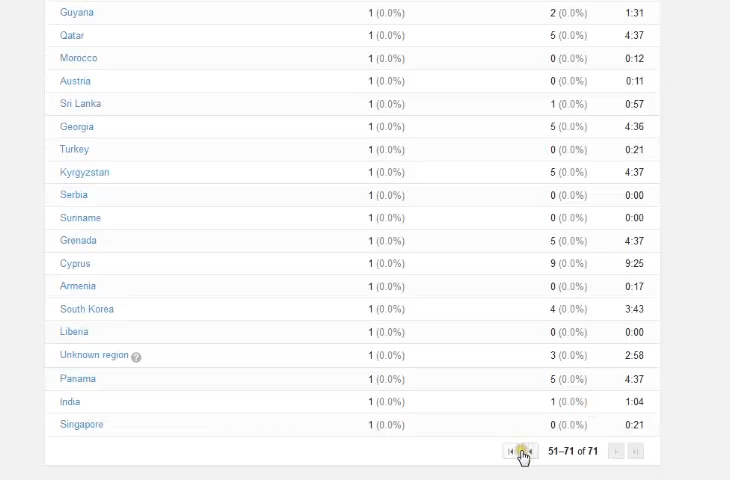 Guyana 1 (0.0%) 2 (0.0%) 1:31
Qatar 1 (0.0%) 5 (0.0%) 4:37
Morocco 1 (0.0%) 0 (0.0%) 0:12
Austria 1 (0.0%) 0 (0.0%) 0:11
Sri Lanka 1 (0.0%) 1 (0.0%) 0:57
Georgia 1 (0.0%) 5 (0.0%) 4:36
Turkey 1 (0.0%) 0 (0.0%) 0:21
Kyrgyzstan 1 (0.0%) 5 (0.0%) 4:37
Serbia 1 (0.0%) 0 (0.0%) 0:00
Suriname 1 (0.0%) 0 (0.0%) 0:00
Grenada 1 (0.0%) 5 (0.0%) 4:37
Cyprus 1 (0.0%) 9 (0.0%) 9:25
Armenia 1 (0.0%) 0 (0.0%) 0:17
South Korea 1 (0.0%) 4 (0.0%) 3:43
Liberia 1 (0.0%) 0 (0.0%) 0:00
Unknown region ? 1 (0.0%) 3 (0.0%) 2:58
Panama 1 (0.0%) 5 (0.0%) 4:37
India 1 (0.0%) 1 (0.0%) 1:04
Singapore 1 (0.0%) 0 (0.0%) 0:21
51–71 of 71